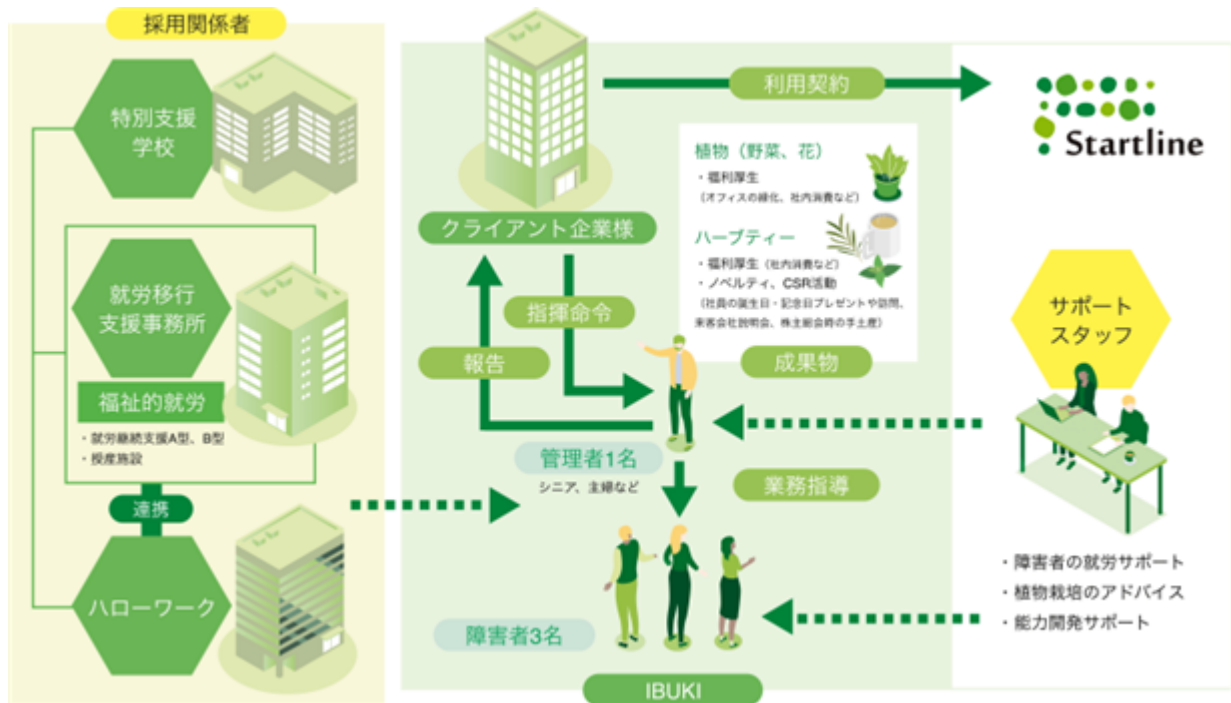 採用関係者
特別支援
学校
就労移行
支援事務所
福祉的就労
・就労継続支援A型、B型
・授産施設
連携
ハローワーク
利用契約
Startline
クライアント企業様
植物（野菜、花）
・福利厚生
（オフィスの緑化、社内消費など）
ハーブティー
・福利厚生（社内消費など）
・ノベルティ、CSR活動
（社員の誕生日・記念日プレゼントや訪問、
来客会社説明会、株主総会時の手土産）
成果物
指揮命令
報告
管理者1名
シニア、主婦など
業務指導
障害者3名
IBUKI
サポート
スタッフ
・障害者の就労サポート
・植物栽培のアドバイス
・能力開発サポート